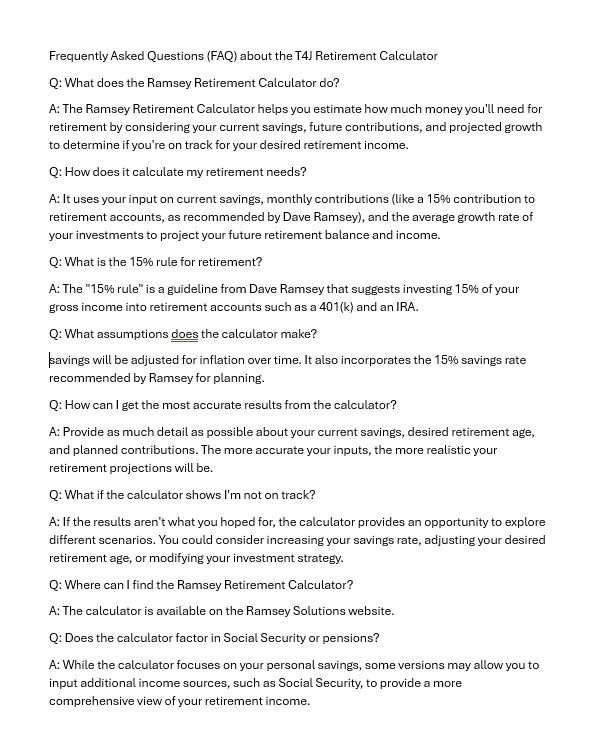 Frequently Asked Questions (FAQ) about the T4J Retirement Calculator
Q: What does the Ramsey Retirement Calculator do?
A: The Ramsey Retirement Calculator helps you estimate how much money you'll need for
retirement by considering your current savings, future contributions, and projected growth
to determine if you're on track for your desired retirement income.
Q: How does it calculate my retirement needs?
A: It uses your input on current savings, monthly contributions (like a 15% contribution to
retirement accounts, as recommended by Dave Ramsey), and the average growth rate of
your investments to project your future retirement balance and income.
Q: What is the 15% rule for retirement?
A: The "15% rule" is a guideline from Dave Ramsey that suggests investing 15% of your
gross income into retirement accounts such as a 401(k) and an IRA.
Q: What assumptions does the calculator make?
savings will be adjusted for inflation over time. It also incorporates the 15% savings rate
recommended by Ramsey for planning.
Q: How can I get the most accurate results from the calculator?
A: Provide as much detail as possible about your current savings, desired retirement age,
and planned contributions. The more accurate your inputs, the more realistic your
retirement projections will be.
Q: What if the calculator shows I'm not on track?
A: If the results aren't what you hoped for, the calculator provides an opportunity to explore
different scenarios. You could consider increasing your savings rate, adjusting your desired
retirement age, or modifying your investment strategy.
Q: Where can I find the Ramsey Retirement Calculator?
A: The calculator is available on the Ramsey Solutions website.
Q: Does the calculator factor in Social Security or pensions?
A: While the calculator focuses on your personal savings, some versions may allow you to
input additional income sources, such as Social Security, to provide a more
comprehensive view of your retirement income.